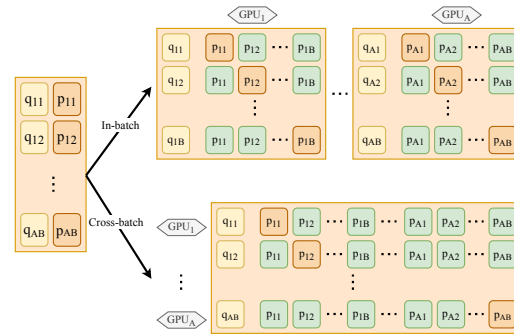 GPU1 GPUA
q11 p11 p12 ... p1B qA1 pA1 pA2 ... pAB
q12 p11 p12 ... p1B ... qA2 pA1 pA2 ... pAB
⋮ ⋮
q1B p11 p12 ... p1B qAB pA1 pA2 ... pAB
q11 p11
q12 p12
⋮
qAB pAB
In-batch
Cross-batch
GPU1 q11 p11 p12 ... p1B ... pA1 pA2 ... pAB
q12 p11 p12 ... p1B ... pA1 pA2 ... pAB
⋮ ⋮
GPUA qAB p11 p12 ... p1B ... pA1 pA2 ... pAB